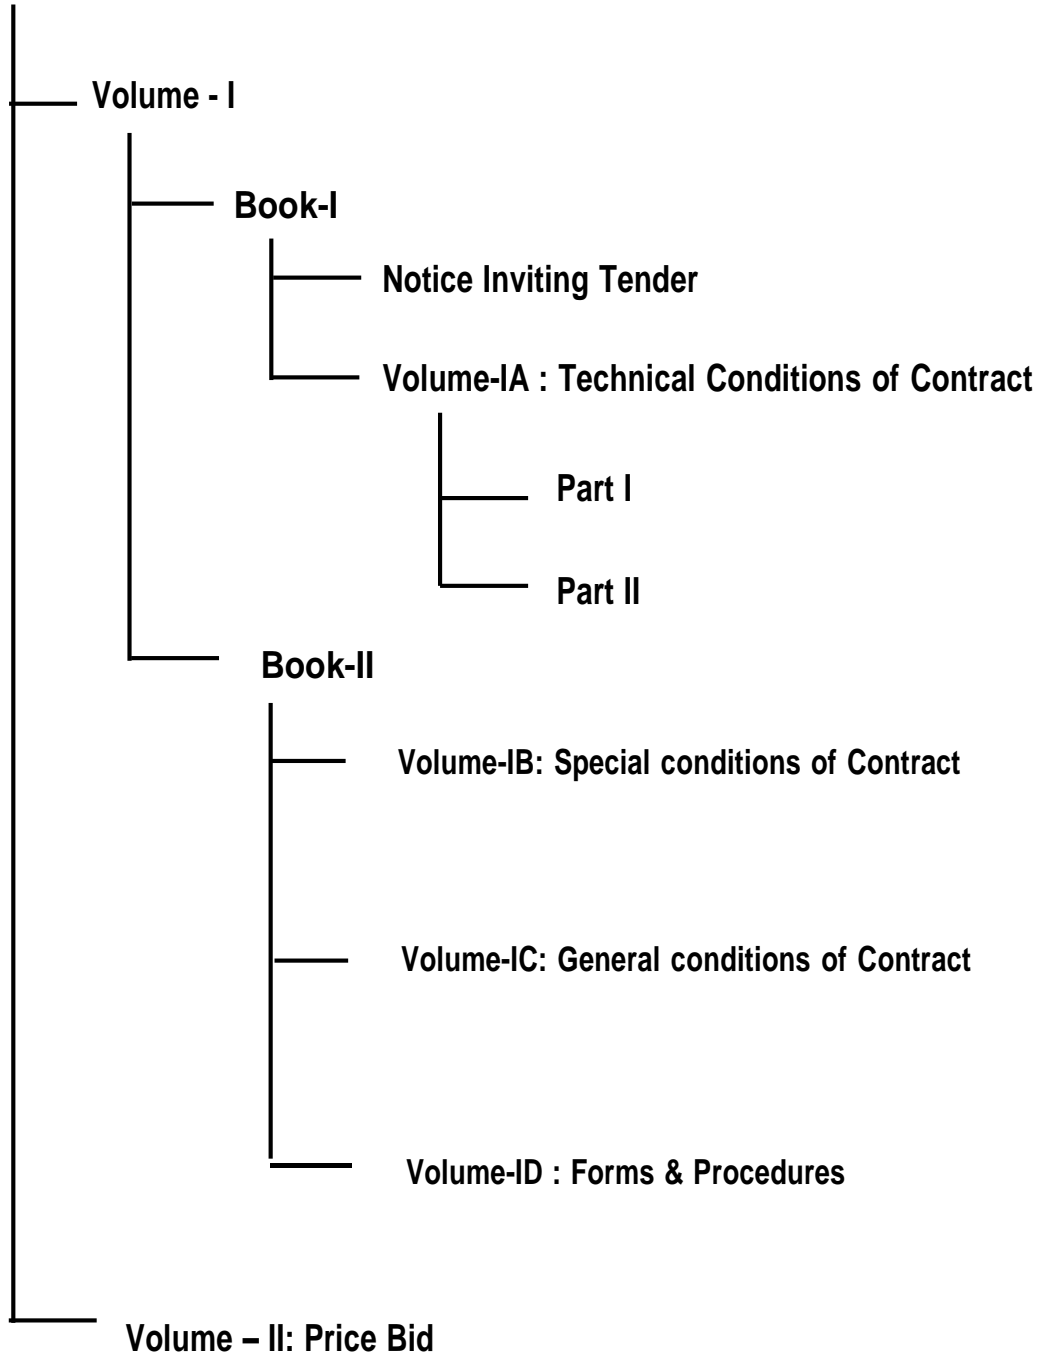 Volume - I
Book-I
Notice Inviting Tender
Volume-IA : Technical Conditions of Contract
Part I
Part II
Book-II
Volume-IB: Special conditions of Contract
Volume-IC: General conditions of Contract
Volume-ID : Forms & Procedures
Volume – II: Price Bid